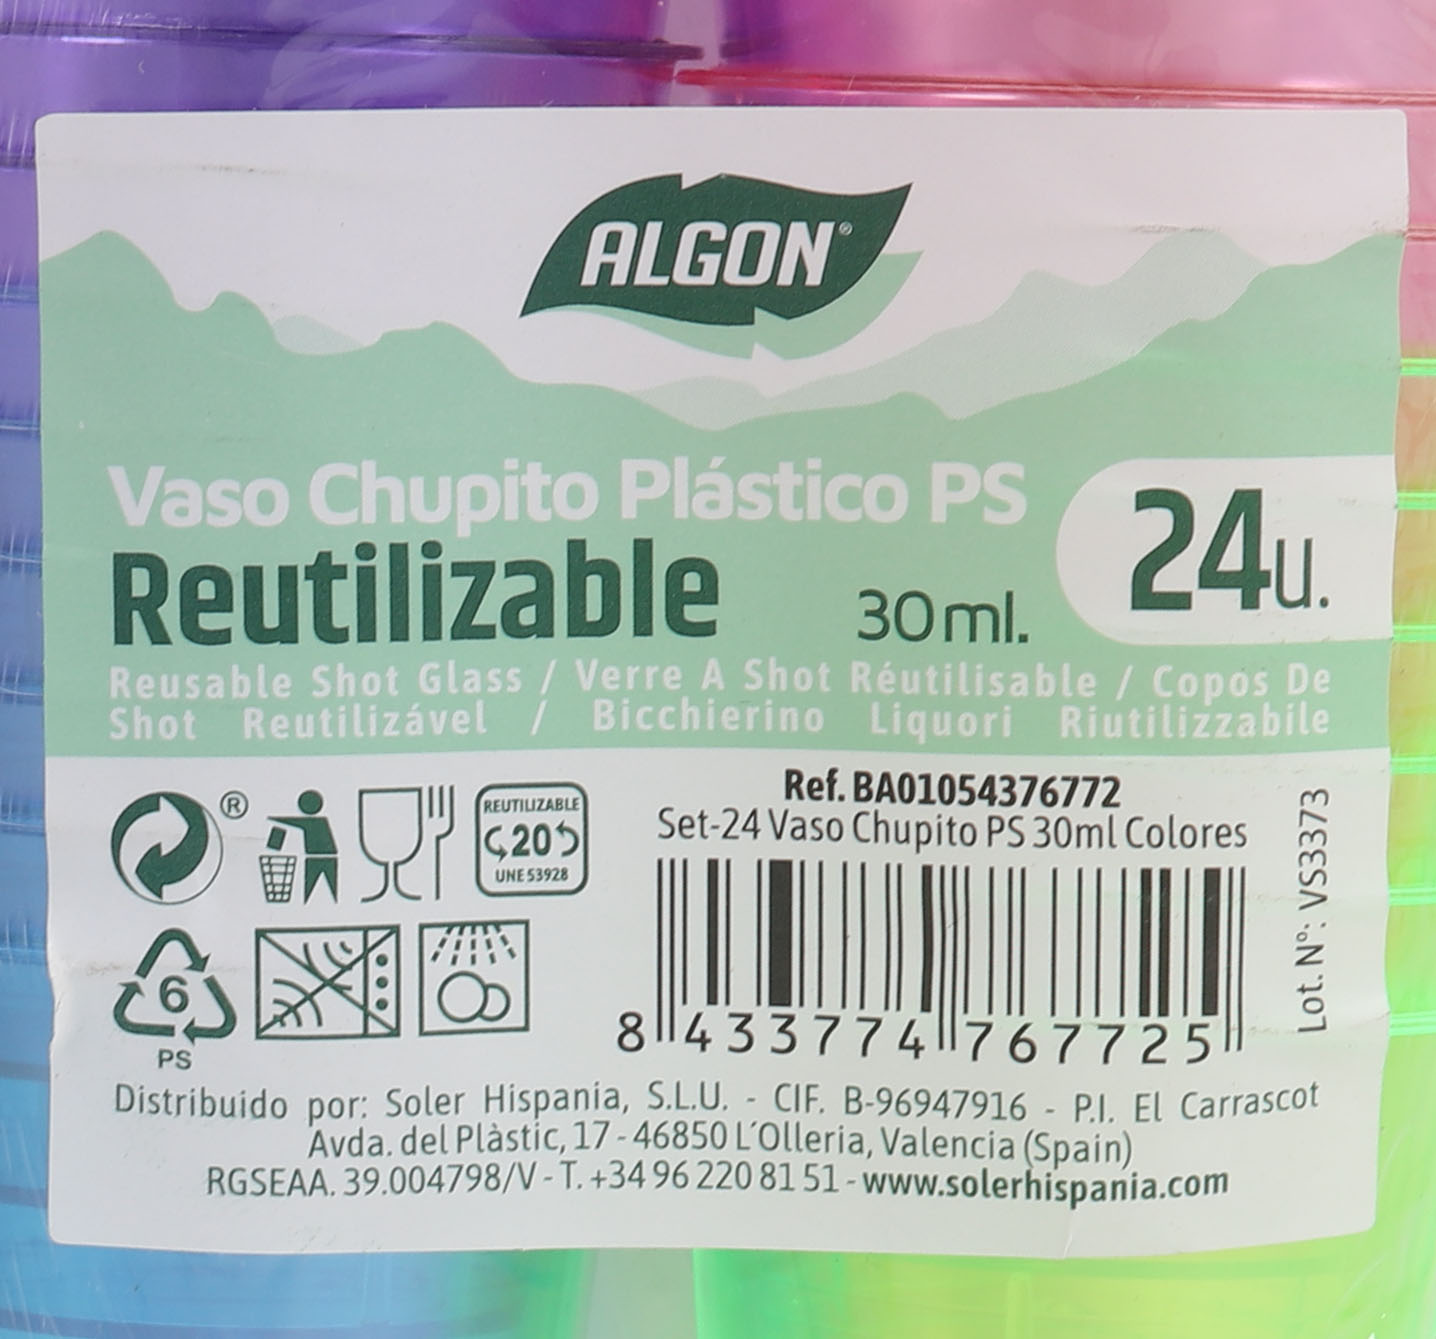 ALGON®
Vaso Chupito Plástico PS
Reutilizable
30 ml.
24u.
Reusable Shot Glass / Verre A Shot Réutilisable / Copos De
Shot Reutilizável / Bicchierino Liquori Riutilizzabile
®
REUTILIZABLE
20
UNE 53928
6
PS
Ref. BA01054376772
Set-24 Vaso Chupito PS 30ml Colores
8 433774 767725
Lot. Nº: VS3373
Distribuido por: Soler Hispania, S.L.U. - CIF. B-96947916 - P.I. El Carrascot
Avda. del Plàstic, 17 - 46850 L´Olleria, Valencia (Spain)
RGSEAA. 39.004798/V - T. +34 96 220 81 51 - www.solerhispania.com